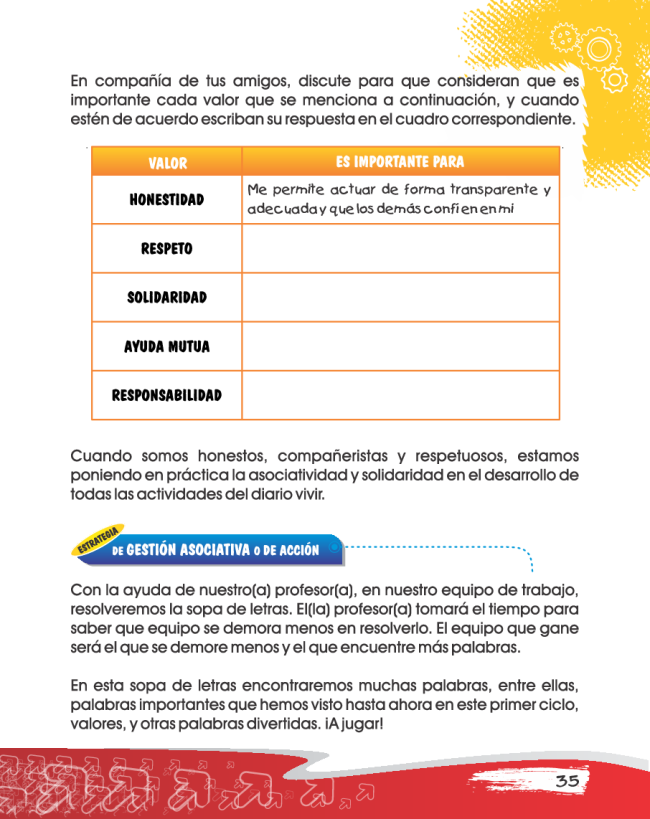 En compañía de tus amigos, discute para que consideran que es
importante cada valor que se menciona a continuación, y cuando
estén de acuerdo escriban su respuesta en el cuadro correspondiente.
VALOR ES IMPORTANTE PARA
HONESTIDAD
Me permite actuar de forma transparente y
adecuada y que los demás confíen en mi
RESPETO
SOLIDARIDAD
AYUDA MUTUA
RESPONSABILIDAD
Cuando somos honestos, compañeristas y respetuosos, estamos
poniendo en práctica la asociatividad y solidaridad en el desarrollo de
todas las actividades del diario vivir.
ESTRATEGIA
DE GESTIÓN ASOCIATIVA O DE ACCIÓN
Con la ayuda de nuestro(a) profesor(a), en nuestro equipo de trabajo,
resolveremos la sopa de letras. El(la) profesor(a) tomará el tiempo para
saber que equipo se demora menos en resolverlo. El equipo que gane
será el que se demore menos y el que encuentre más palabras.
En esta sopa de letras encontraremos muchas palabras, entre ellas,
palabras importantes que hemos visto hasta ahora en este primer ciclo,
valores, y otras palabras divertidas. ¡A jugar!
35